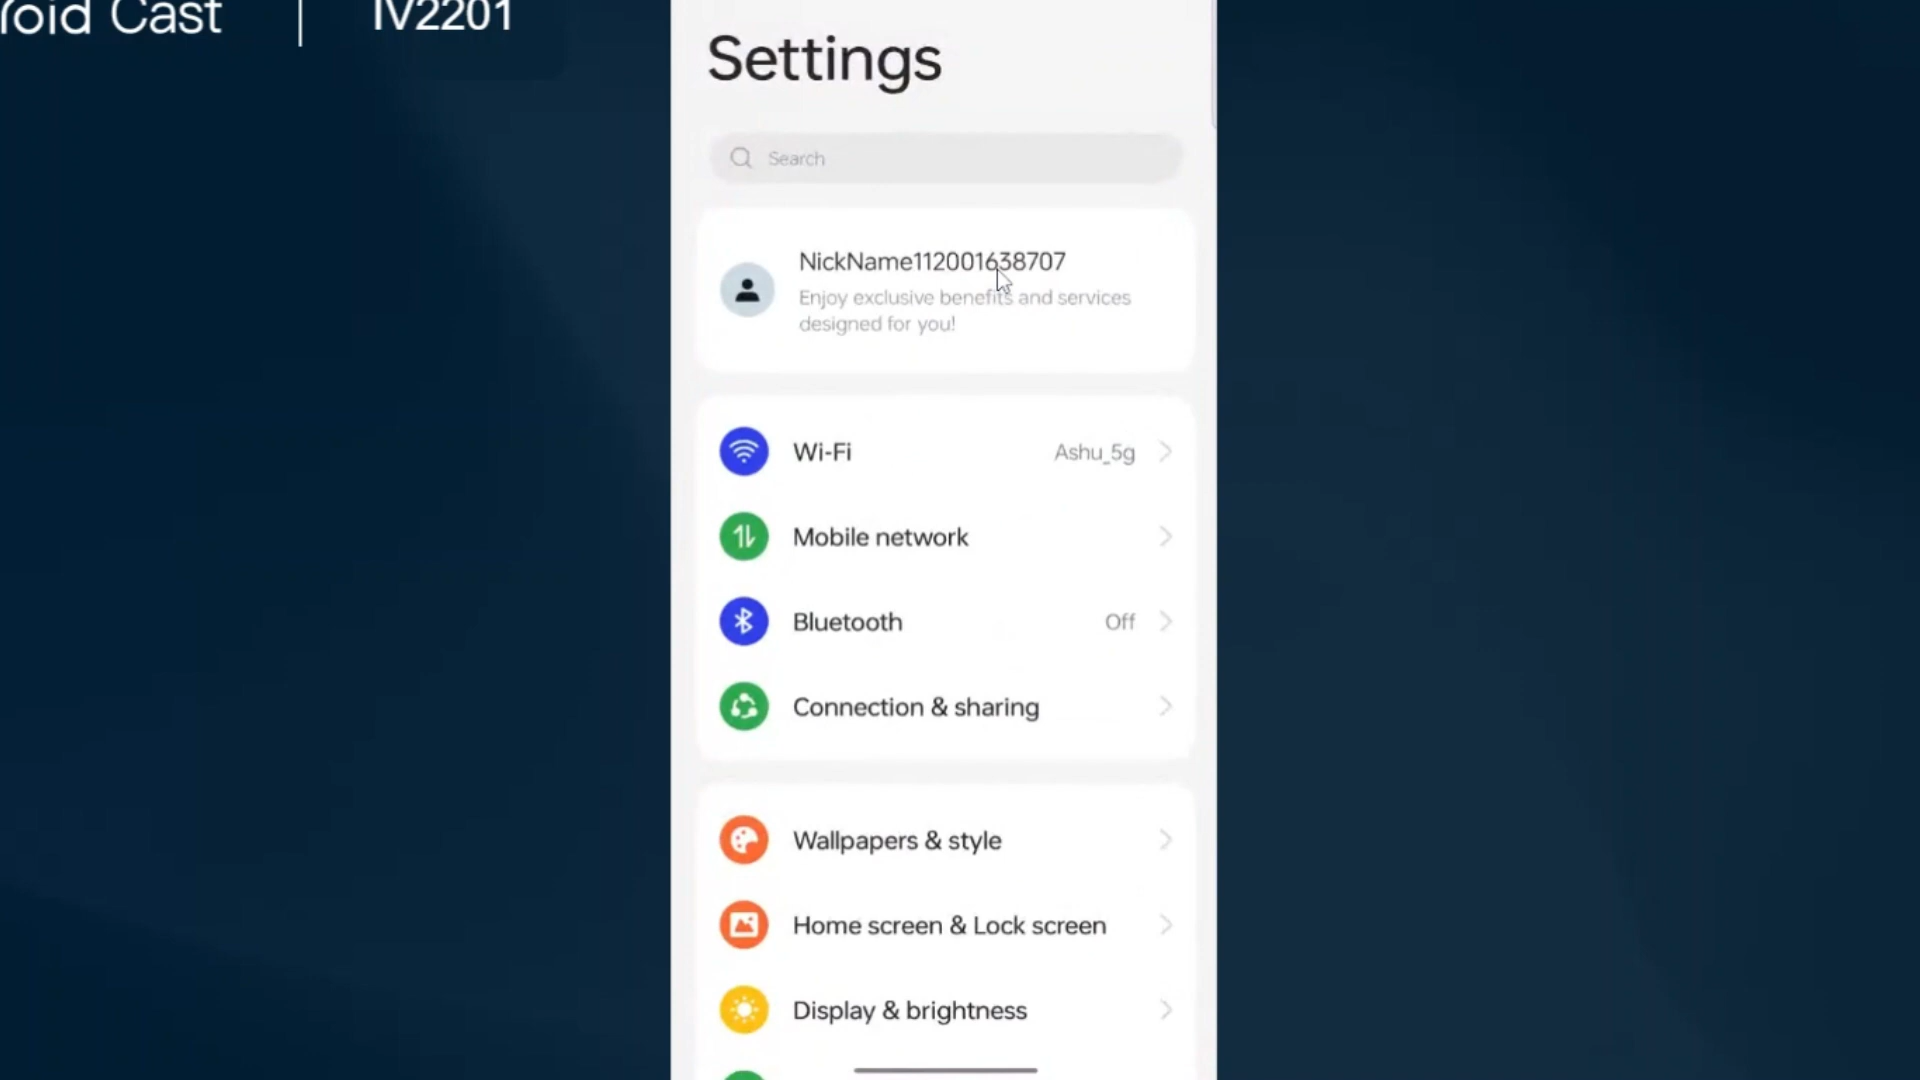 Cast | IV2201
Settings
Search
NickName112001638707
Enjoy exclusive benefits and services
designed for you!
Wi-Fi Ashu_5g
Mobile network
Bluetooth Off
Connection & sharing
Wallpapers & style
Home screen & Lock screen
Display & brightness